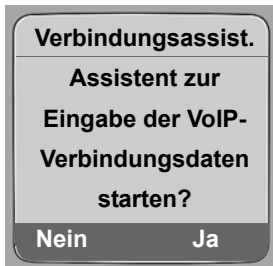 Verbindungsassist.
Assistent zur
Eingabe der VoIP-
Verbindungsdaten
starten?
Nein Ja